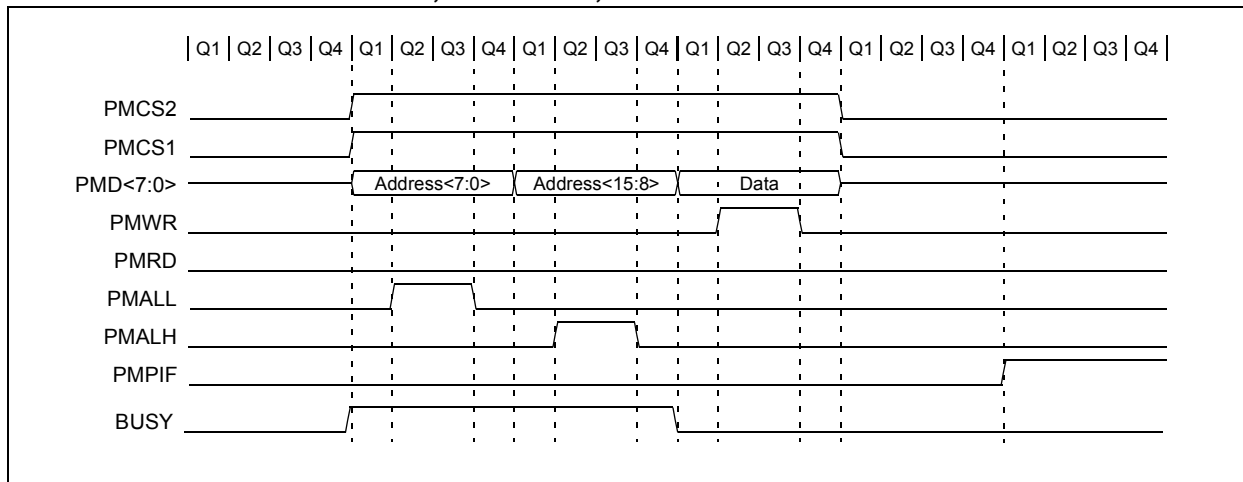 Q1 Q2 Q3 Q4 Q1 Q2 Q3 Q4 Q1 Q2 Q3 Q4 Q1 Q2 Q3 Q4 Q1 Q2 Q3 Q4 Q1 Q2 Q3 Q4
PMCS2
PMCS1
PMD<7:0> Address<7:0> Address<15:8> Data
PMWR
PMRD
PMALL
PMALH
PMPIF
BUSY